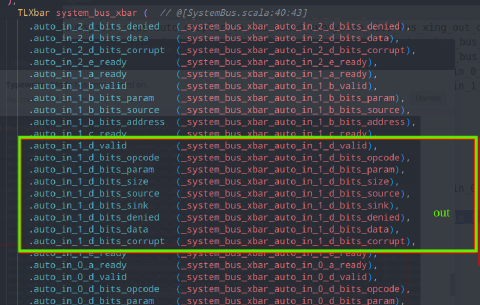 TLXbar system_bus_xbar ( // @[SystemBus.scala:40:43]
.auto_in_2_d_bits_denied (_system_bus_xbar_auto_in_2_d_bits_denied),
.auto_in_2_d_bits_data (_system_bus_xbar_auto_in_2_d_bits_data),
.auto_in_2_d_bits_corrupt (_system_bus_xbar_auto_in_2_d_bits_corrupt),
.auto_in_2_e_ready (_system_bus_xbar_auto_in_2_e_ready),
.auto_in_1_a_ready (_system_bus_xbar_auto_in_1_a_ready),
.auto_in_1_b_valid (_system_bus_xbar_auto_in_1_b_valid),
.auto_in_1_b_bits_param (_system_bus_xbar_auto_in_1_b_bits_param),
.auto_in_1_b_bits_source (_system_bus_xbar_auto_in_1_b_bits_source),
.auto_in_1_b_bits_address (_system_bus_xbar_auto_in_1_b_bits_address),
.auto_in_1_c_ready (_system_bus_xbar_auto_in_1_c_ready),
.auto_in_1_d_valid (_system_bus_xbar_auto_in_1_d_valid),
.auto_in_1_d_bits_opcode (_system_bus_xbar_auto_in_1_d_bits_opcode),
.auto_in_1_d_bits_param (_system_bus_xbar_auto_in_1_d_bits_param),
.auto_in_1_d_bits_size (_system_bus_xbar_auto_in_1_d_bits_size),
.auto_in_1_d_bits_source (_system_bus_xbar_auto_in_1_d_bits_source),
.auto_in_1_d_bits_sink (_system_bus_xbar_auto_in_1_d_bits_sink),
.auto_in_1_d_bits_denied (_system_bus_xbar_auto_in_1_d_bits_denied),
.auto_in_1_d_bits_data (_system_bus_xbar_auto_in_1_d_bits_data),
.auto_in_1_d_bits_corrupt (_system_bus_xbar_auto_in_1_d_bits_corrupt),
out
.auto_in_1_e_ready (_system_bus_xbar_auto_in_1_e_ready),
.auto_in_0_a_ready (_system_bus_xbar_auto_in_0_a_ready),
.auto_in_0_d_valid (_system_bus_xbar_auto_in_0_d_valid),
.auto_in_0_d_bits_opcode (_system_bus_xbar_auto_in_0_d_bits_opcode),
.auto_in_0_d_bits_param (_system_bus_xbar_auto_in_0_d_bits_param),